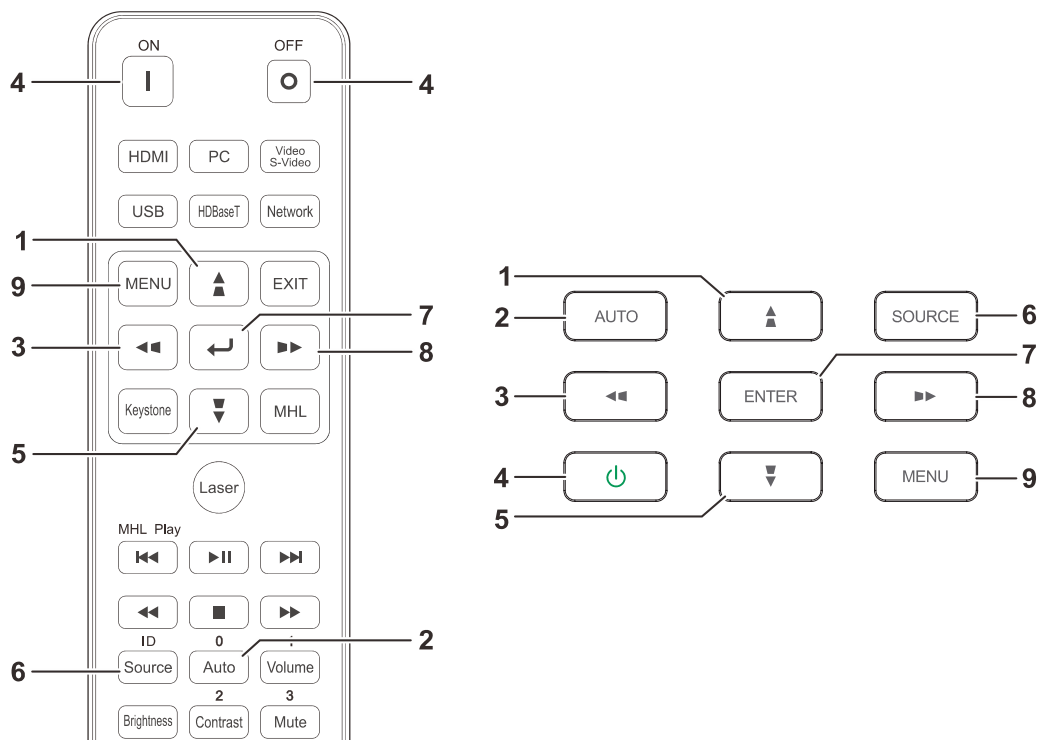 ON OFF
4 4
HDMI PC Video
S-Video
USB HDBaseT Network
1
9 MENU EXIT
7
3 8
Keystone MHL
5
Laser
MHL Play
ID 0
2
6 Source Auto Volume
2 3
Brightness Contrast Mute
1
2 AUTO SOURCE 6
7
3 ENTER 8
4 MENU 9
5